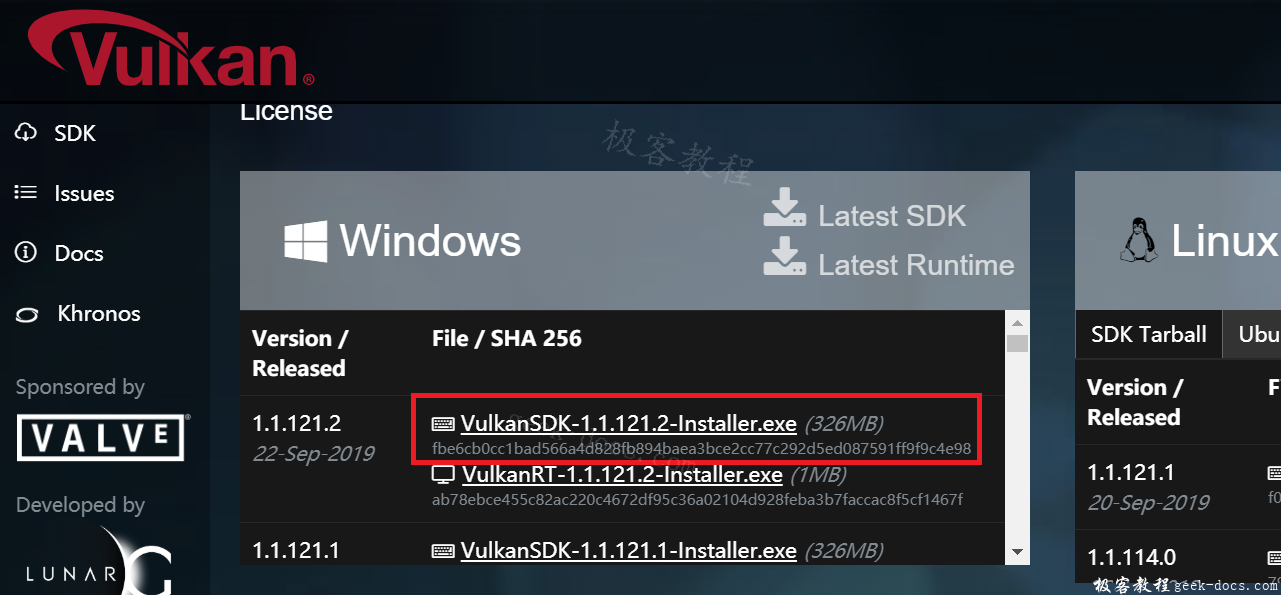 Vulkan®
License
SDK
Issues
Docs
Khronos
Sponsored by
VALVE®
Developed by
LUNAR G
极客教程
Windows
Latest SDK
Latest Runtime
Version / Released
File / SHA 256
1.1.121.2
22-Sep-2019
VulkanSDK-1.1.121.2-Installer.exe (326MB)
fbe6cb0cc1bad566a4d828fb894baea3bce2cc77c292d5ed087591ff9f9c4e98
VulkanRT-1.1.121.2-Installer.exe (1MB)
ab78ebce455c82ac220c4672df95c36a02104d928feba3b7faccac8f5cf1467f
1.1.121.1
VulkanSDK-1.1.121.1-Installer.exe (326MB)
Linux
SDK Tarball
Ubu
Version / Released
F
1.1.121.1
20-Sep-2019
f0
1.1.114.0
极客教程geek-docs.com